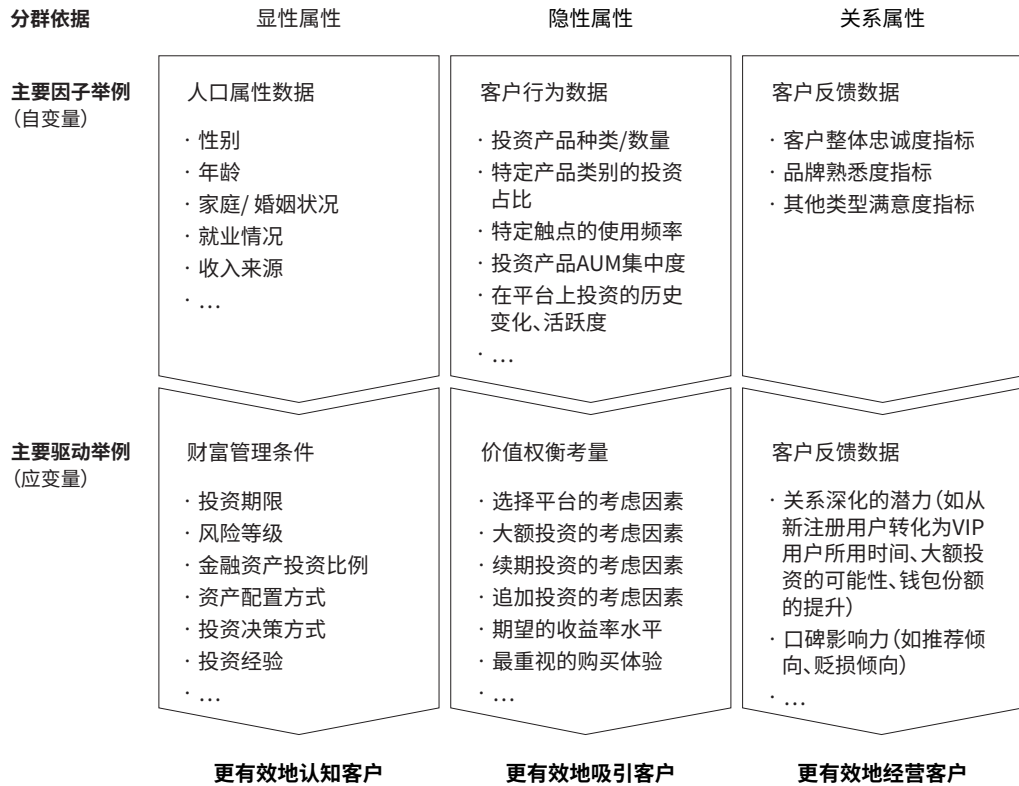 分群依据
显性属性
隐性属性
关系属性
主要因子举例
（自变量）
人口属性数据
· 性别
· 年龄
· 家庭/ 婚姻状况
· 就业情况
· 收入来源
· …
客户行为数据
· 投资产品种类/数量
· 特定产品类别的投资
占比
· 特定触点的使用频率
· 投资产品AUM集中度
· 在平台上投资的历史
变化、活跃度
· …
客户反馈数据
· 客户整体忠诚度指标
· 品牌熟悉度指标
· 其他类型满意度指标
主要驱动举例
（应变量）
财富管理条件
· 投资期限
· 风险等级
· 金融资产投资比例
· 资产配置方式
· 投资决策方式
· 投资经验
· …
价值权衡考量
· 选择平台的考虑因素
· 大额投资的考虑因素
· 续期投资的考虑因素
· 追加投资的考虑因素
· 期望的收益率水平
· 最重视的购买体验
· …
客户反馈数据
· 关系深化的潜力（如从
新注册用户转化为VIP
用户所用时间、大额投
资的可能性、钱包份额
的提升）
· 口碑影响力（如推荐倾
向、贬损倾向）
· …
更有效地认知客户
更有效地吸引客户
更有效地经营客户